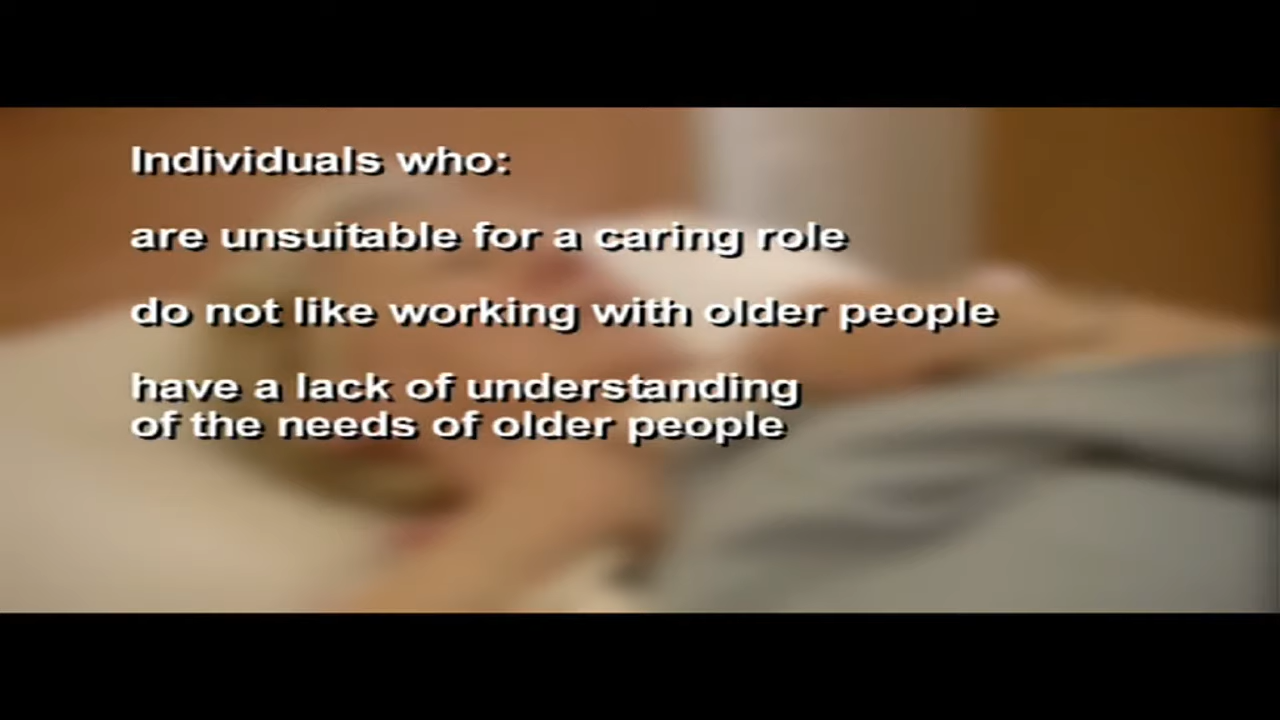 Individuals who:
are unsuitable for a caring role
do not like working with older people
have a lack of understanding
of the needs of older people